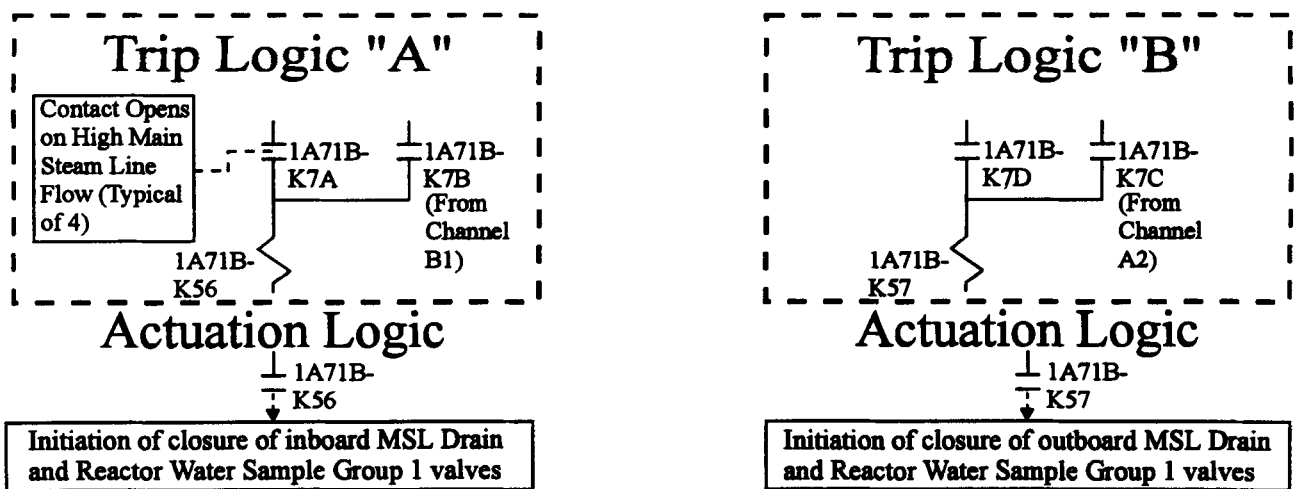 Trip Logic "A"
Contact Opens
on High Main
Steam Line
Flow (Typical
of 4)
1A71B-
K7A
1A71B-
K7B
(From
Channel
B1)
1A71B-
K56
Actuation Logic
1A71B-
K56
Initiation of closure of inboard MSL Drain
and Reactor Water Sample Group 1 valves
Trip Logic "B"
1A71B-
K7D
1A71B-
K7C
(From
Channel
A2)
1A71B-
K57
Actuation Logic
1A71B-
K57
Initiation of closure of outboard MSL Drain
and Reactor Water Sample Group 1 valves